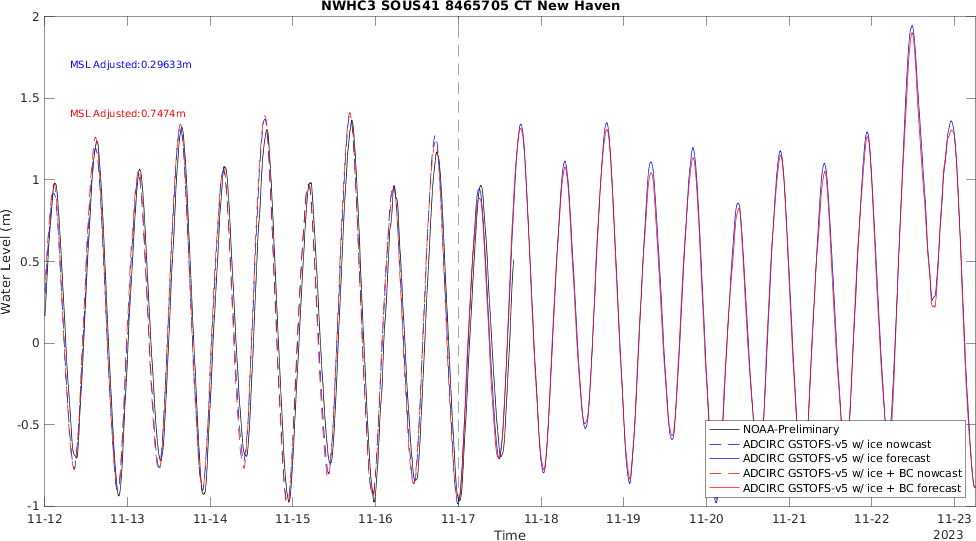 NWHC3 SOUS41 8465705 CT New Haven
MSL Adjusted:0.29633m
MSL Adjusted:0.7474m
Water Level (m)
2
1.5
1
0.5
0
-0.5
-1
NOAA-Preliminary
ADCIRC GSTOFS-v5 w/ ice nowcast
ADCIRC GSTOFS-v5 w/ ice forecast
ADCIRC GSTOFS-v5 w/ ice + BC nowcast
ADCIRC GSTOFS-v5 w/ ice + BC forecast
11-12 11-13 11-14 11-15 11-16 11-17 11-18 11-19 11-20 11-21 11-22 11-23
Time
2023